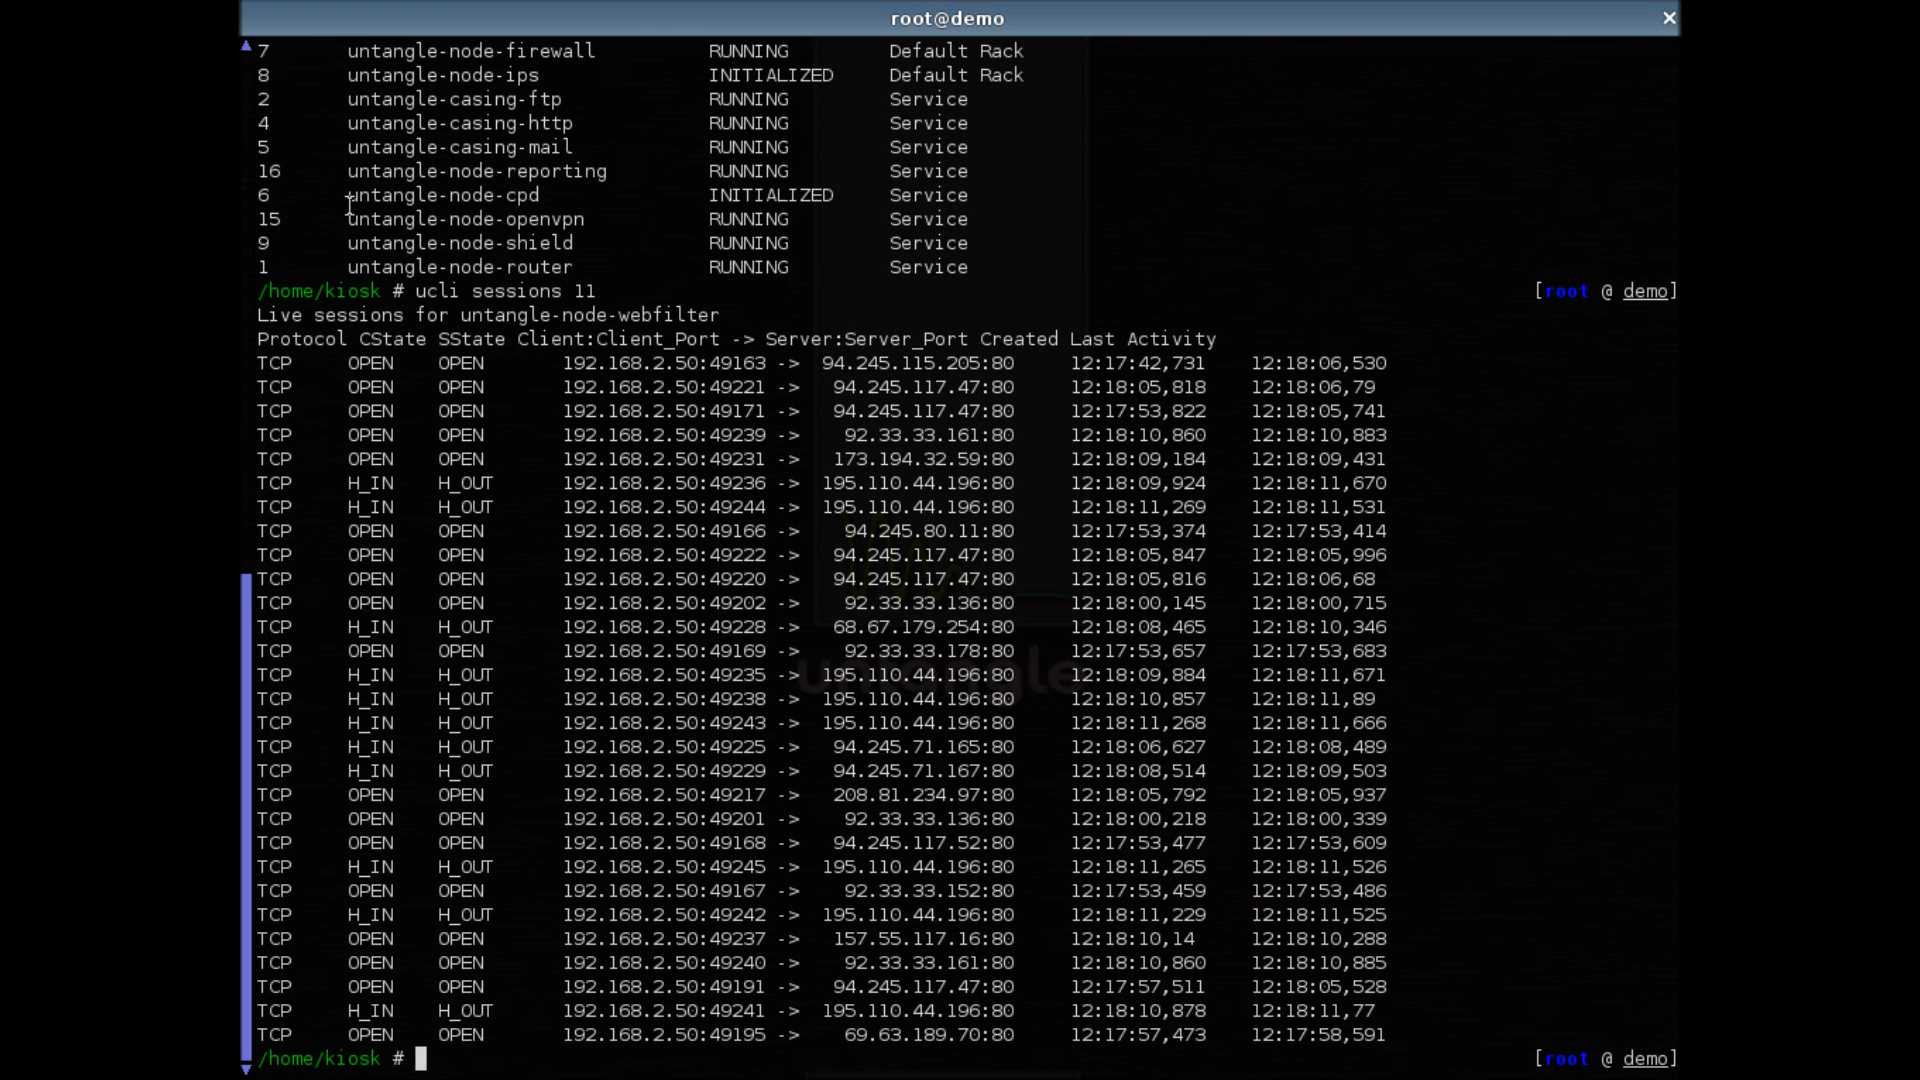 root@demo
7 untangle-node-firewall RUNNING Default Rack
8 untangle-node-ips INITIALIZED Default Rack
2 untangle-casing-ftp RUNNING Service
4 untangle-casing-http RUNNING Service
5 untangle-casing-mail RUNNING Service
16 untangle-node-reporting RUNNING Service
6 untangle-node-cpd INITIALIZED Service
15 untangle-node-openvpn RUNNING Service
9 untangle-node-shield RUNNING Service
1 untangle-node-router RUNNING Service
/home/kiosk # ucli sessions 11 [root @ demo]
Live sessions for untangle-node-webfilter
Protocol CState SState Client:Client_Port -> Server:Server_Port Created Last Activity
TCP OPEN OPEN 192.168.2.50:49163 -> 94.245.115.205:80 12:17:42,731 12:18:06,530
TCP OPEN OPEN 192.168.2.50:49221 -> 94.245.117.47:80 12:18:05,818 12:18:06,79
TCP OPEN OPEN 192.168.2.50:49171 -> 94.245.117.47:80 12:17:53,822 12:18:05,741
TCP OPEN OPEN 192.168.2.50:49239 -> 92.33.33.161:80 12:18:10,860 12:18:10,883
TCP OPEN OPEN 192.168.2.50:49231 -> 173.194.32.59:80 12:18:09,184 12:18:09,431
TCP H_IN H_OUT 192.168.2.50:49236 -> 195.110.44.196:80 12:18:09,924 12:18:11,670
TCP H_IN H_OUT 192.168.2.50:49244 -> 195.110.44.196:80 12:18:11,269 12:18:11,531
TCP OPEN OPEN 192.168.2.50:49166 -> 94.245.80.11:80 12:17:53,374 12:17:53,414
TCP OPEN OPEN 192.168.2.50:49222 -> 94.245.117.47:80 12:18:05,847 12:18:05,996
TCP OPEN OPEN 192.168.2.50:49220 -> 94.245.117.47:80 12:18:05,816 12:18:06,68
TCP OPEN OPEN 192.168.2.50:49202 -> 92.33.33.136:80 12:18:00,145 12:18:00,715
TCP H_IN H_OUT 192.168.2.50:49228 -> 68.67.179.254:80 12:18:08,465 12:18:10,346
TCP OPEN OPEN 192.168.2.50:49169 -> 92.33.33.178:80 12:17:53,657 12:17:53,683
TCP H_IN H_OUT 192.168.2.50:49235 -> 195.110.44.196:80 12:18:09,884 12:18:11,671
TCP H_IN H_OUT 192.168.2.50:49238 -> 195.110.44.196:80 12:18:10,857 12:18:11,89
TCP H_IN H_OUT 192.168.2.50:49243 -> 195.110.44.196:80 12:18:11,268 12:18:11,666
TCP H_IN H_OUT 192.168.2.50:49225 -> 94.245.71.165:80 12:18:06,627 12:18:08,489
TCP H_IN H_OUT 192.168.2.50:49229 -> 94.245.71.167:80 12:18:08,514 12:18:09,503
TCP OPEN OPEN 192.168.2.50:49217 -> 208.81.234.97:80 12:18:05,792 12:18:05,937
TCP OPEN OPEN 192.168.2.50:49201 -> 92.33.33.136:80 12:18:00,218 12:18:00,339
TCP OPEN OPEN 192.168.2.50:49168 -> 94.245.117.52:80 12:17:53,477 12:17:53,609
TCP H_IN H_OUT 192.168.2.50:49245 -> 195.110.44.196:80 12:18:11,265 12:18:11,526
TCP OPEN OPEN 192.168.2.50:49167 -> 92.33.33.152:80 12:17:53,459 12:17:53,486
TCP H_IN H_OUT 192.168.2.50:49242 -> 195.110.44.196:80 12:18:11,229 12:18:11,525
TCP OPEN OPEN 192.168.2.50:49237 -> 157.55.117.16:80 12:18:10,14 12:18:10,288
TCP OPEN OPEN 192.168.2.50:49240 -> 92.33.33.161:80 12:18:10,860 12:18:10,885
TCP OPEN OPEN 192.168.2.50:49191 -> 94.245.117.47:80 12:17:57,511 12:18:05,528
TCP H_IN H_OUT 192.168.2.50:49241 -> 195.110.44.196:80 12:18:10,878 12:18:11,77
TCP OPEN OPEN 192.168.2.50:49195 -> 69.63.189.70:80 12:17:57,473 12:17:58,591
/home/kiosk # [root @ demo]
untangle